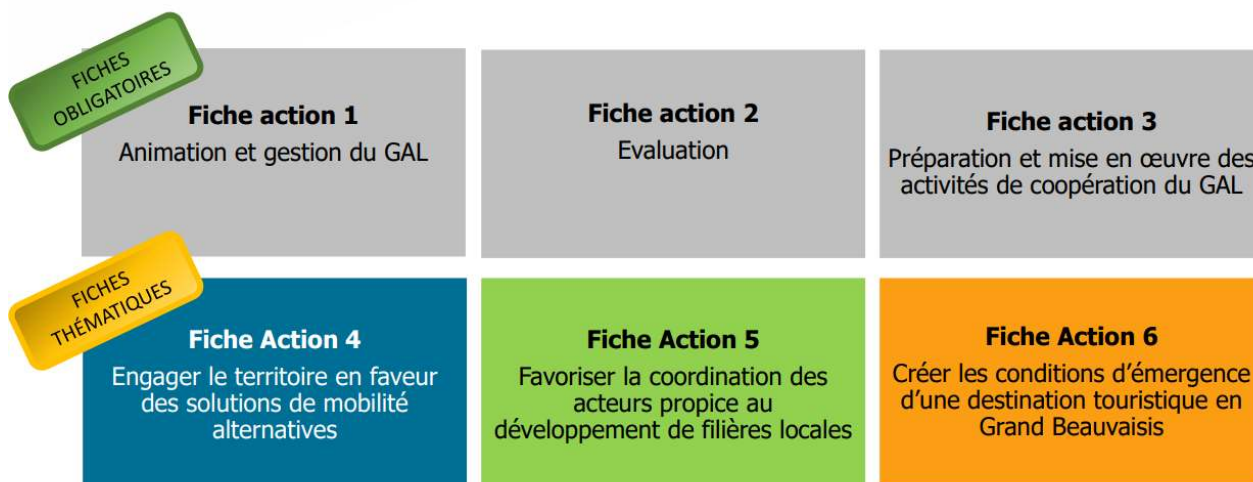 FICHES
OBLIGATOIRES
Fiche action 1
Animation et gestion du GAL
Fiche action 2
Evaluation
Fiche action 3
Préparation et mise en œuvre des
activités de coopération du GAL
FICHES
THÉMATIQUES
Fiche Action 4
Engager le territoire en faveur
des solutions de mobilité
alternatives
Fiche Action 5
Favoriser la coordination des
acteurs propice au
développement de filières locales
Fiche Action 6
Créer les conditions d’émergence
d’une destination touristique en
Grand Beauvaisis